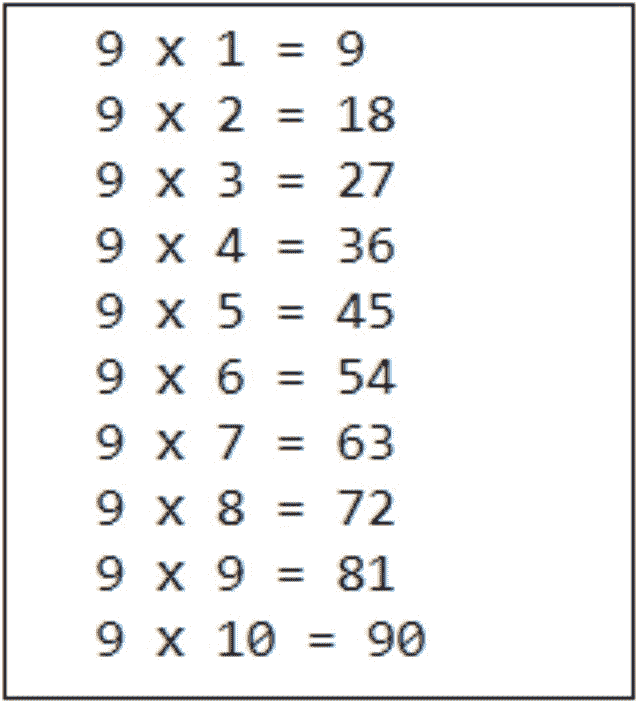 9 x 1 = 9
9 x 2 = 18
9 x 3 = 27
9 x 4 = 36
9 x 5 = 45
9 x 6 = 54
9 x 7 = 63
9 x 8 = 72
9 x 9 = 81
9 x 10 = 90